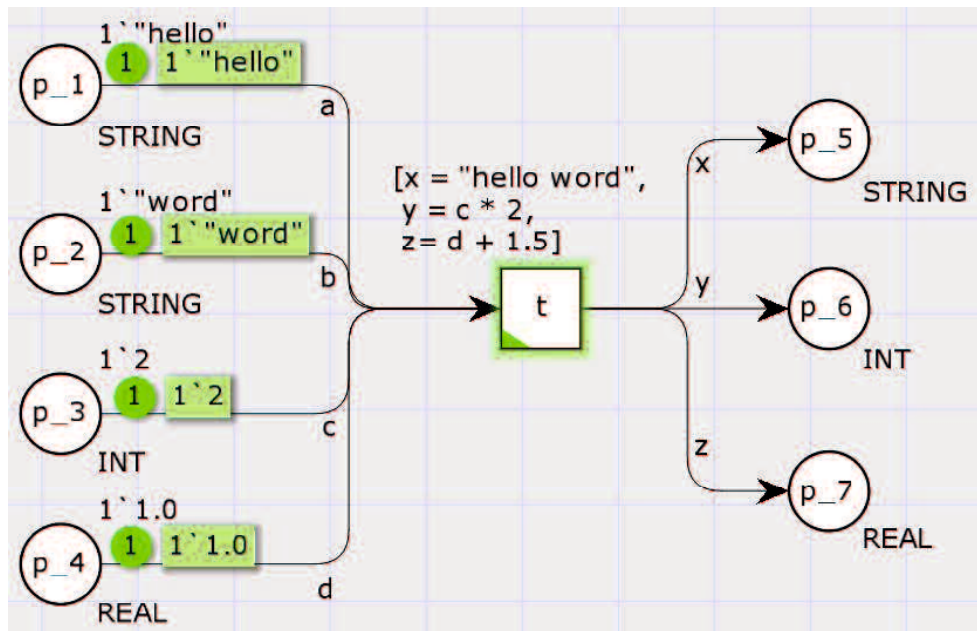 1`"hello"
p_1
1
1`"hello"
a
STRING
1`"word"
p_2
1
1`"word"
b
STRING
1`2
p_3
1
1`2
c
INT
1`1.0
p_4
1
1`1.0
d
REAL
[x = "hello word",
y = c * 2,
z= d + 1.5]
t
x
p_5
STRING
y
p_6
INT
z
p_7
REAL